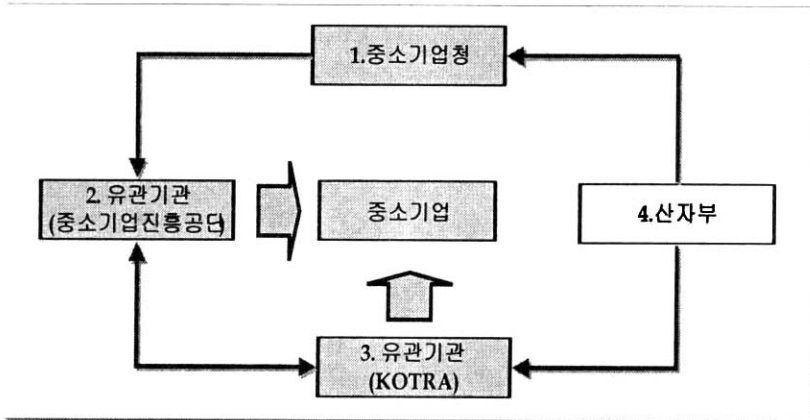 1.중소기업청
2. 유관기관
(중소기업진흥공단)
중소기업
4.산자부
3. 유관기관
(KOTRA)